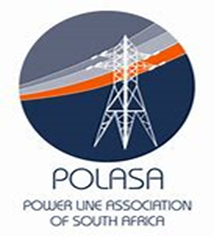 POLASA
POWER LINE ASSOCIATION
OF SOUTH AFRICA